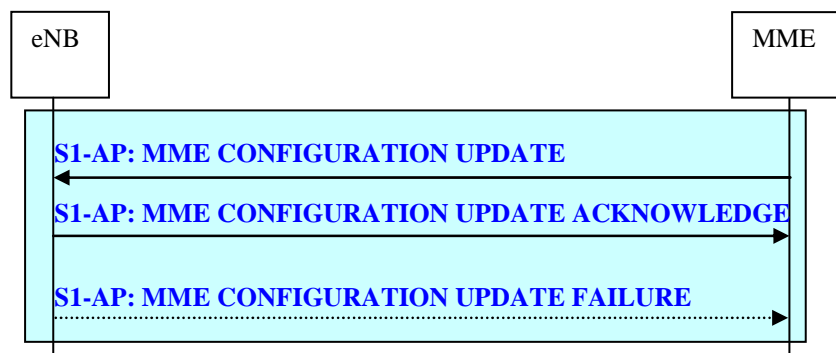 eNB
MME
S1-AP: MME CONFIGURATION UPDATE
S1-AP: MME CONFIGURATION UPDATE ACKNOWLEDGE
S1-AP: MME CONFIGURATION UPDATE FAILURE